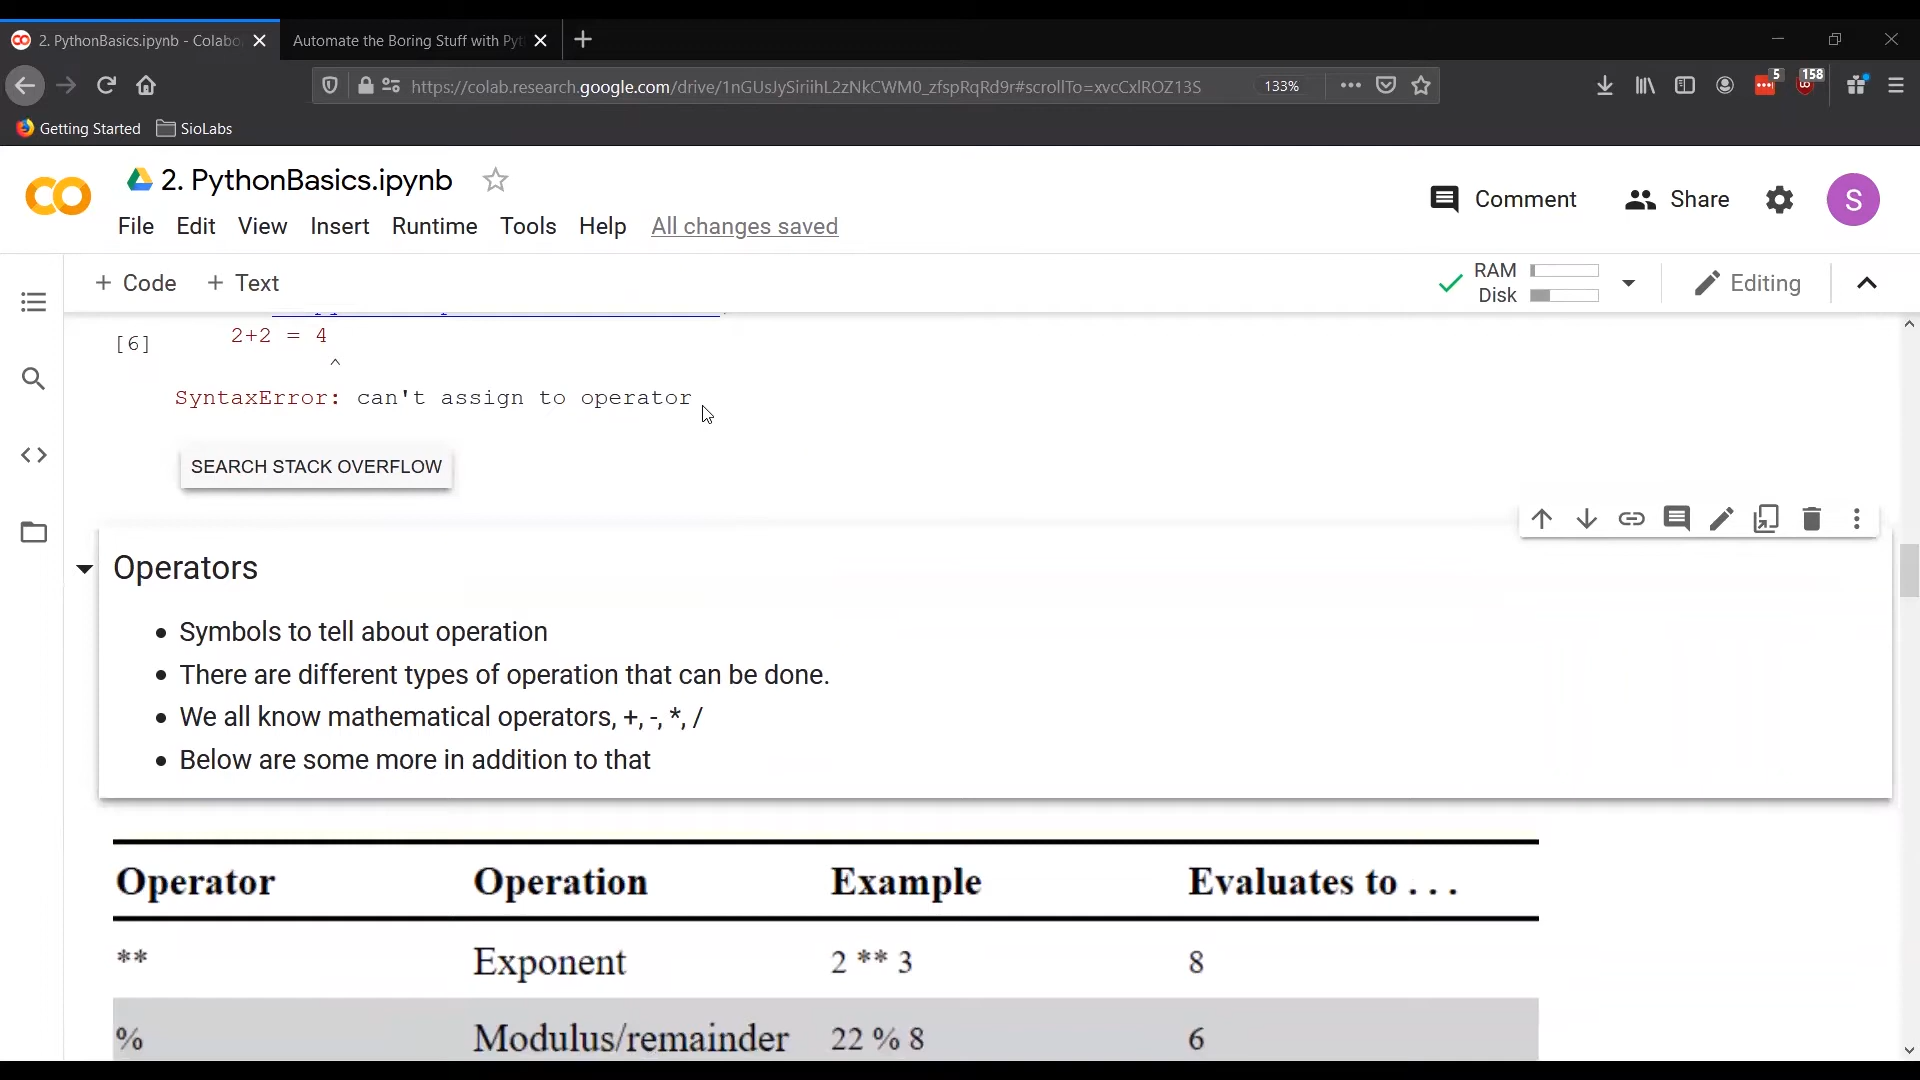 2. PythonBasics.ipynb - Colabo
Automate the Boring Stuff with Pyt
https://colab.research.google.com/drive/1nGUsJySiriihL2zNkCWM0_zfspRqRd9r#scrollTo=xvcCxlROZ13S
133%
5
158
Getting Started
SioLabs
2. PythonBasics.ipynb
Comment
Share
S
File Edit View Insert Runtime Tools Help All changes saved
+ Code + Text
RAM
Disk
Editing
[6]
2+2 = 4
^
SyntaxError: can't assign to operator
SEARCH STACK OVERFLOW
Operators
• Symbols to tell about operation
• There are different types of operation that can be done.
• We all know mathematical operators, +, -, *, /
• Below are some more in addition to that
Operator Operation Example Evaluates to . . .
** Exponent 2 ** 3 8
% Modulus/remainder 22 % 8 6